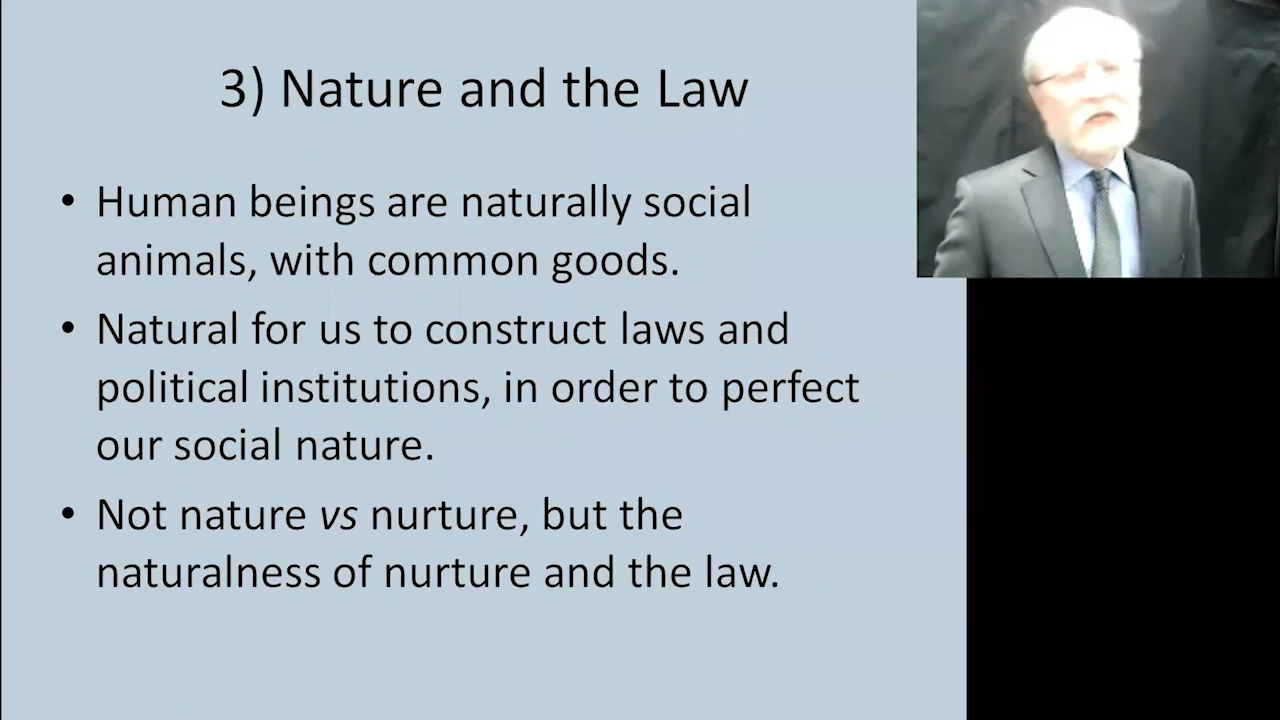 3) Nature and the Law
• Human beings are naturally social
animals, with common goods.
• Natural for us to construct laws and
political institutions, in order to perfect
our social nature.
• Not nature vs nurture, but the
naturalness of nurture and the law.